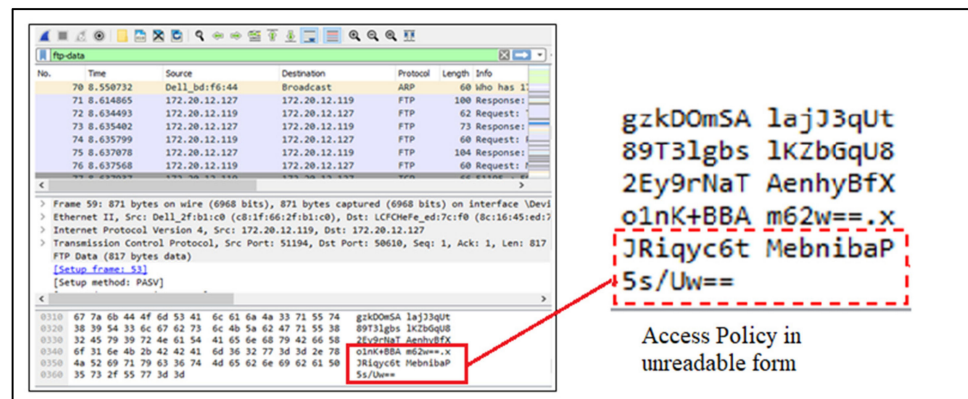 ftp-data
No. Time Source Destination Protocol Length Info
70 8.550732 Dell_bd:f6:44 Broadcast ARP 60 Who has 17
71 8.614865 172.20.12.127 172.20.12.119 FTP 100 Response:
72 8.634493 172.20.12.119 172.20.12.127 FTP 62 Request:
73 8.635402 172.20.12.127 172.20.12.119 FTP 73 Response:
74 8.635799 172.20.12.119 172.20.12.127 FTP 60 Request:
75 8.637078 172.20.12.127 172.20.12.119 FTP 104 Response:
76 8.637568 172.20.12.119 172.20.12.127 FTP 60 Request:
Frame 59: 871 bytes on wire (6968 bits), 871 bytes captured (6968 bits) on interface \Devi
Ethernet II, Src: Dell_2f:b1:c0 (c8:1f:66:2f:b1:c0), Dst: LCFCHeFe_ed:7c:f0 (8c:16:45:ed:7
Internet Protocol Version 4, Src: 172.20.12.119, Dst: 172.20.12.127
Transmission Control Protocol, Src Port: 51194, Dst Port: 50610, Seq: 1, Ack: 1, Len: 817
FTP Data (817 bytes data)
[Setup frame: 53]
[Setup method: PASV]
0310 67 7a 6b 44 4f 6d 53 41 6c 61 6a 4a 33 71 55 74 gzkDOmSA lajJ3qUt
0320 38 39 54 33 6c 67 62 73 6c 4b 5a 62 47 71 55 38 89T3lgbs lKZbGqU8
0330 32 45 79 39 72 4e 61 54 41 65 6e 68 79 42 66 58 2Ey9rNaT AenhyBfX
0340 6f 31 6e 4b 2b 42 42 41 6d 36 32 77 3d 3d 2e 78 o1nK+BBA m62w==.x
0350 4a 52 69 71 79 63 36 74 4d 65 62 6e 69 62 61 50 JRiqyc6t MebnibaP
0360 35 73 2f 55 77 3d 3d 5s/Uw==
gzkDOmSA lajJ3qUt
89T3lgbs lKZbGqU8
2Ey9rNaT AenhyBfX
o1nK+BBA m62w==.x
JRiqyc6t MebnibaP
5s/Uw==
Access Policy in
unreadable form